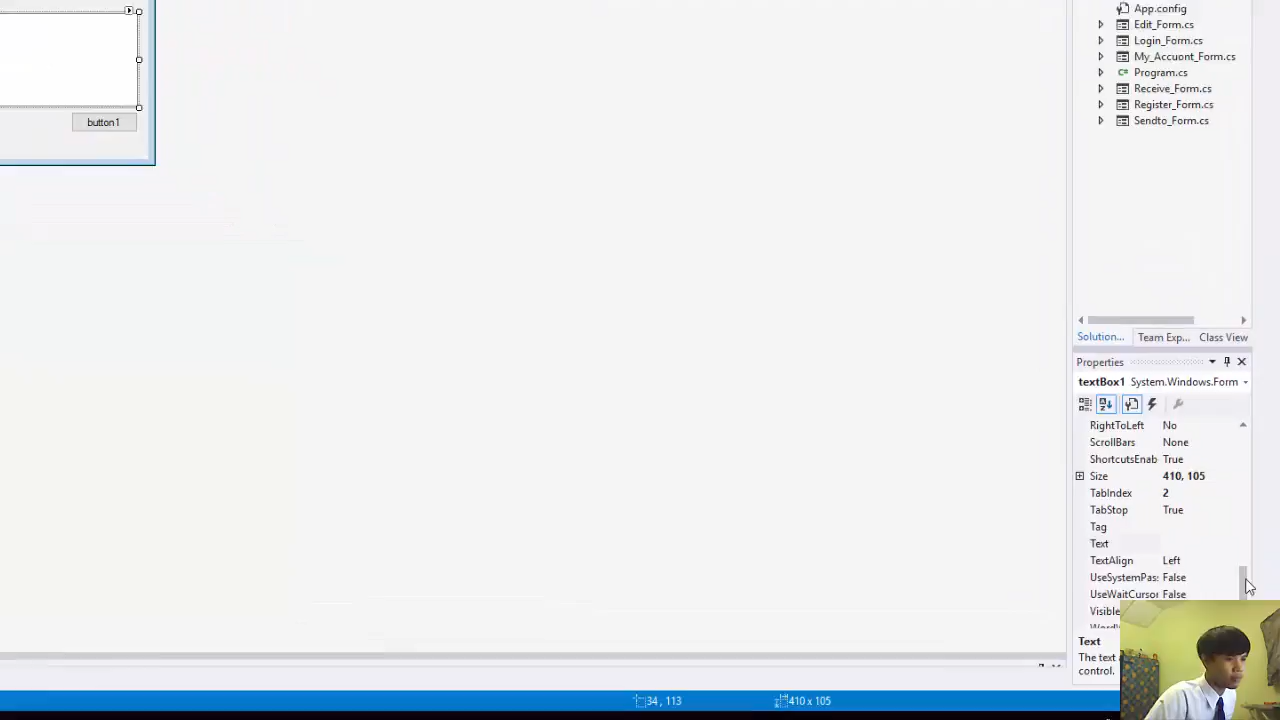 App.config
Edit_Form.cs
Login_Form.cs
My_Accuont_Form.cs
C# Program.cs
Receive_Form.cs
Register_Form.cs
Sendto_Form.cs
button1
Solution... Team Exp... Class View
Properties
textBox1 System.Windows.Form
RightToLeft No
ScrollBars None
ShortcutsEnab True
Size 410, 105
TabIndex 2
TabStop True
Tag
Text
TextAlign Left
UseSystemPas: False
UseWaitCursor False
Visible
Text
The text a
control.
34 , 113 410 x 105